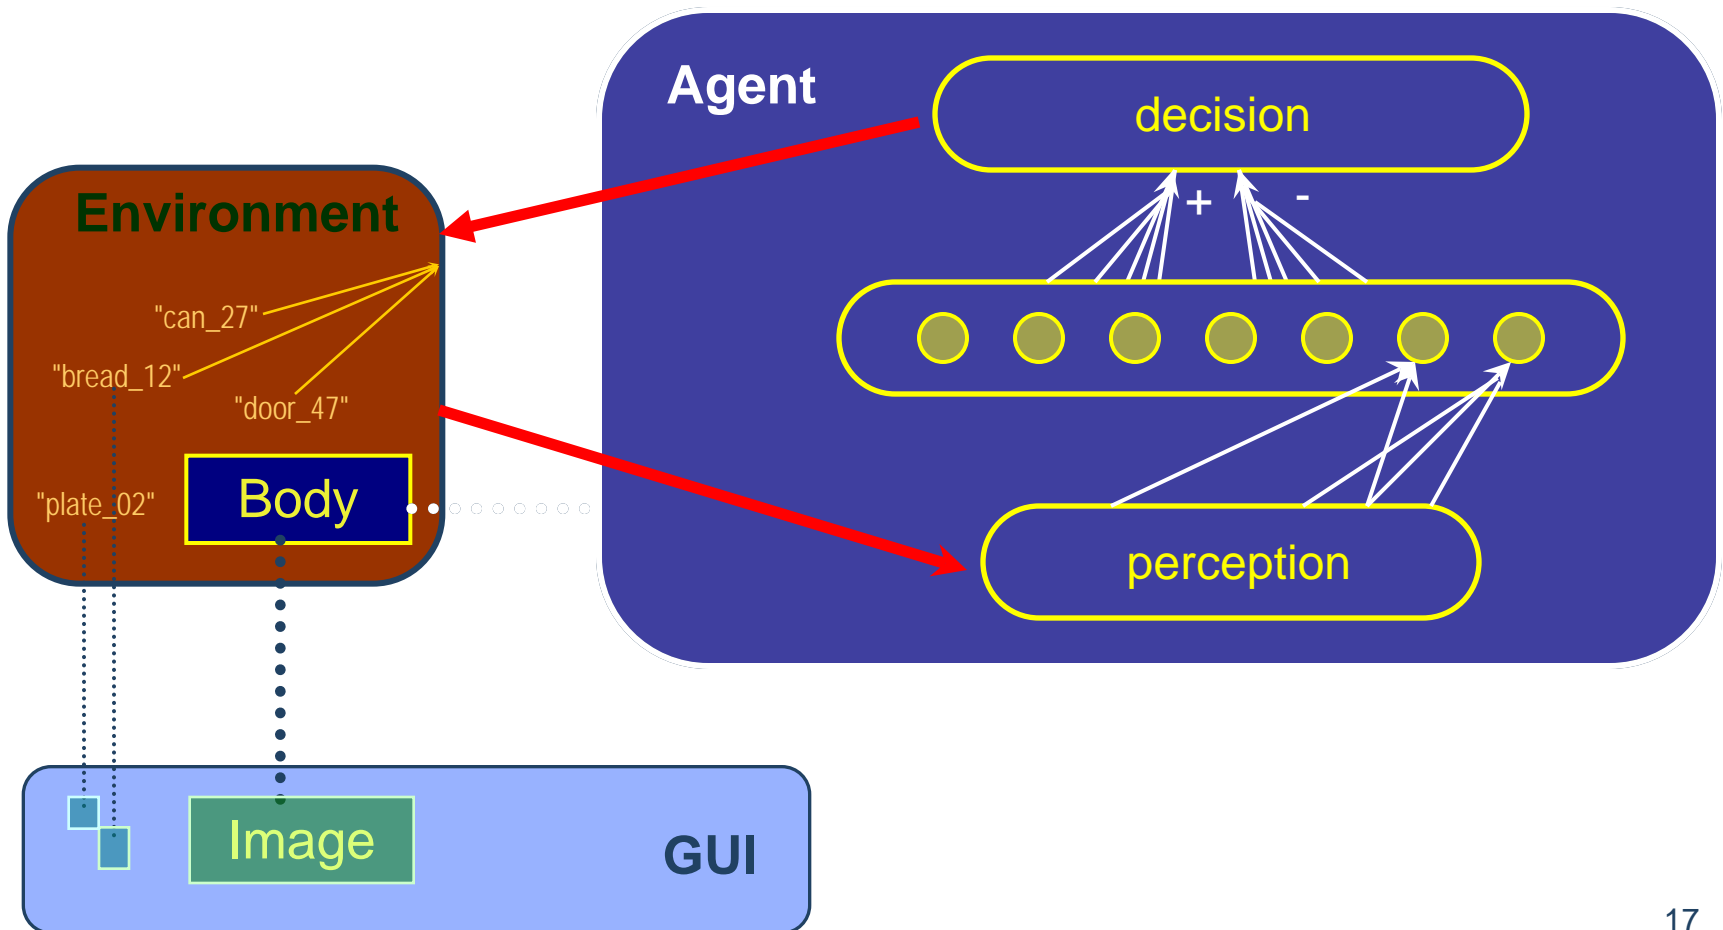 Agent
decision
+ -
Environment
"can_27"
"bread_12"
"door_47"
"plate_02"
Body
perception
Image
GUI
17